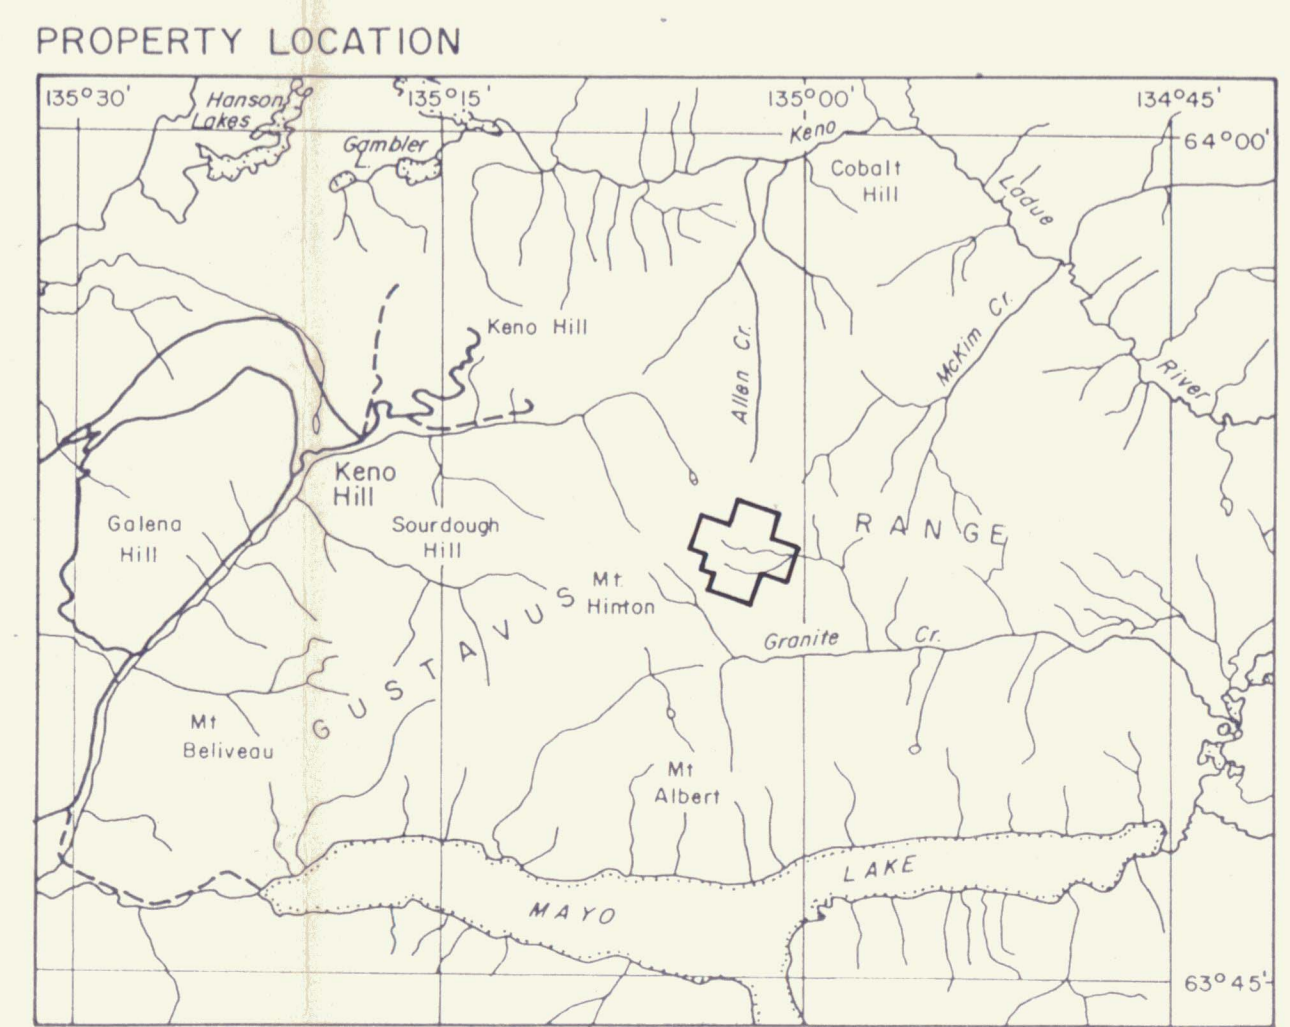 PROPERTY LOCATION
135°30'
135°15'
135°00'
134°45'
Hanson
Lakes
Gambler
L.
Keno
64°00'
Cobalt
Hill
Ladue
River
Keno Hill
Allen Cr.
McKim Cr.
Keno
Hill
Galena
Hill
Sourdough
Hill
RANGE
Mt.
Hinton
GUSTAVUS
Granite Cr.
Mt
Beliveau
Mt
Albert
MAYO LAKE
63°45'